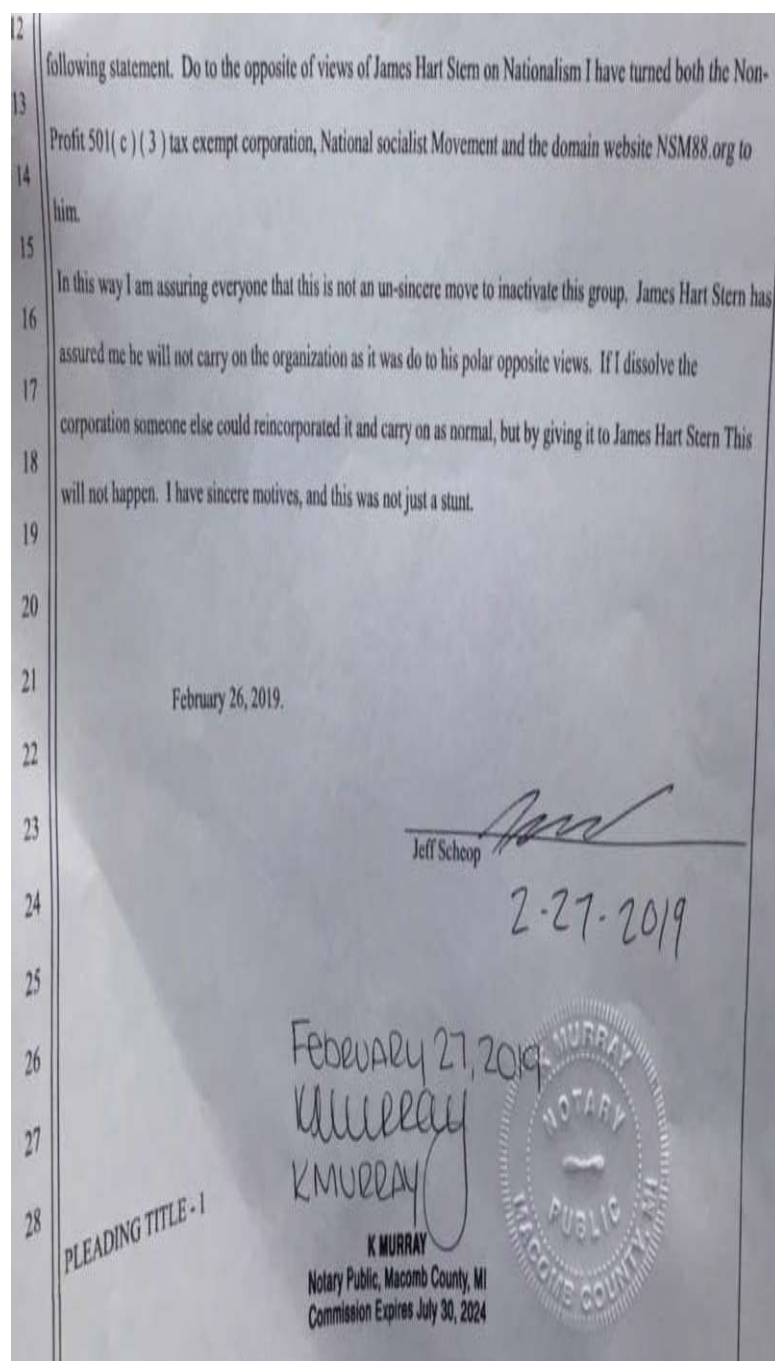 12
following statement. Do to the opposite of views of James Hart Stern on Nationalism I have turned both the Non-
13
Profit 501( c ) ( 3 ) tax exempt corporation, National socialist Movement and the domain website NSM88.org to
14
him.
15
In this way I am assuring everyone that this is not an un-sincere move to inactivate this group. James Hart Stern has
16
assured me he will not carry on the organization as it was do to his polar opposite views. If I dissolve the
17
corporation someone else could reincorporated it and carry on as normal, but by giving it to James Hart Stern This
18
will not happen. I have sincere motives, and this was not just a stunt.
19
20
21
February 26, 2019.
22
23
Jeff Scheop
24
2-27-2019
25
26
February 27, 2019
27
KMurray
K MURRAY
28
PLEADING TITLE - 1
K MURRAY
Notary Public, Macomb County, MI
Commission Expires July 30, 2024
K MURRAY
NOTARY
PUBLIC
MACOMB COUNTY, MI